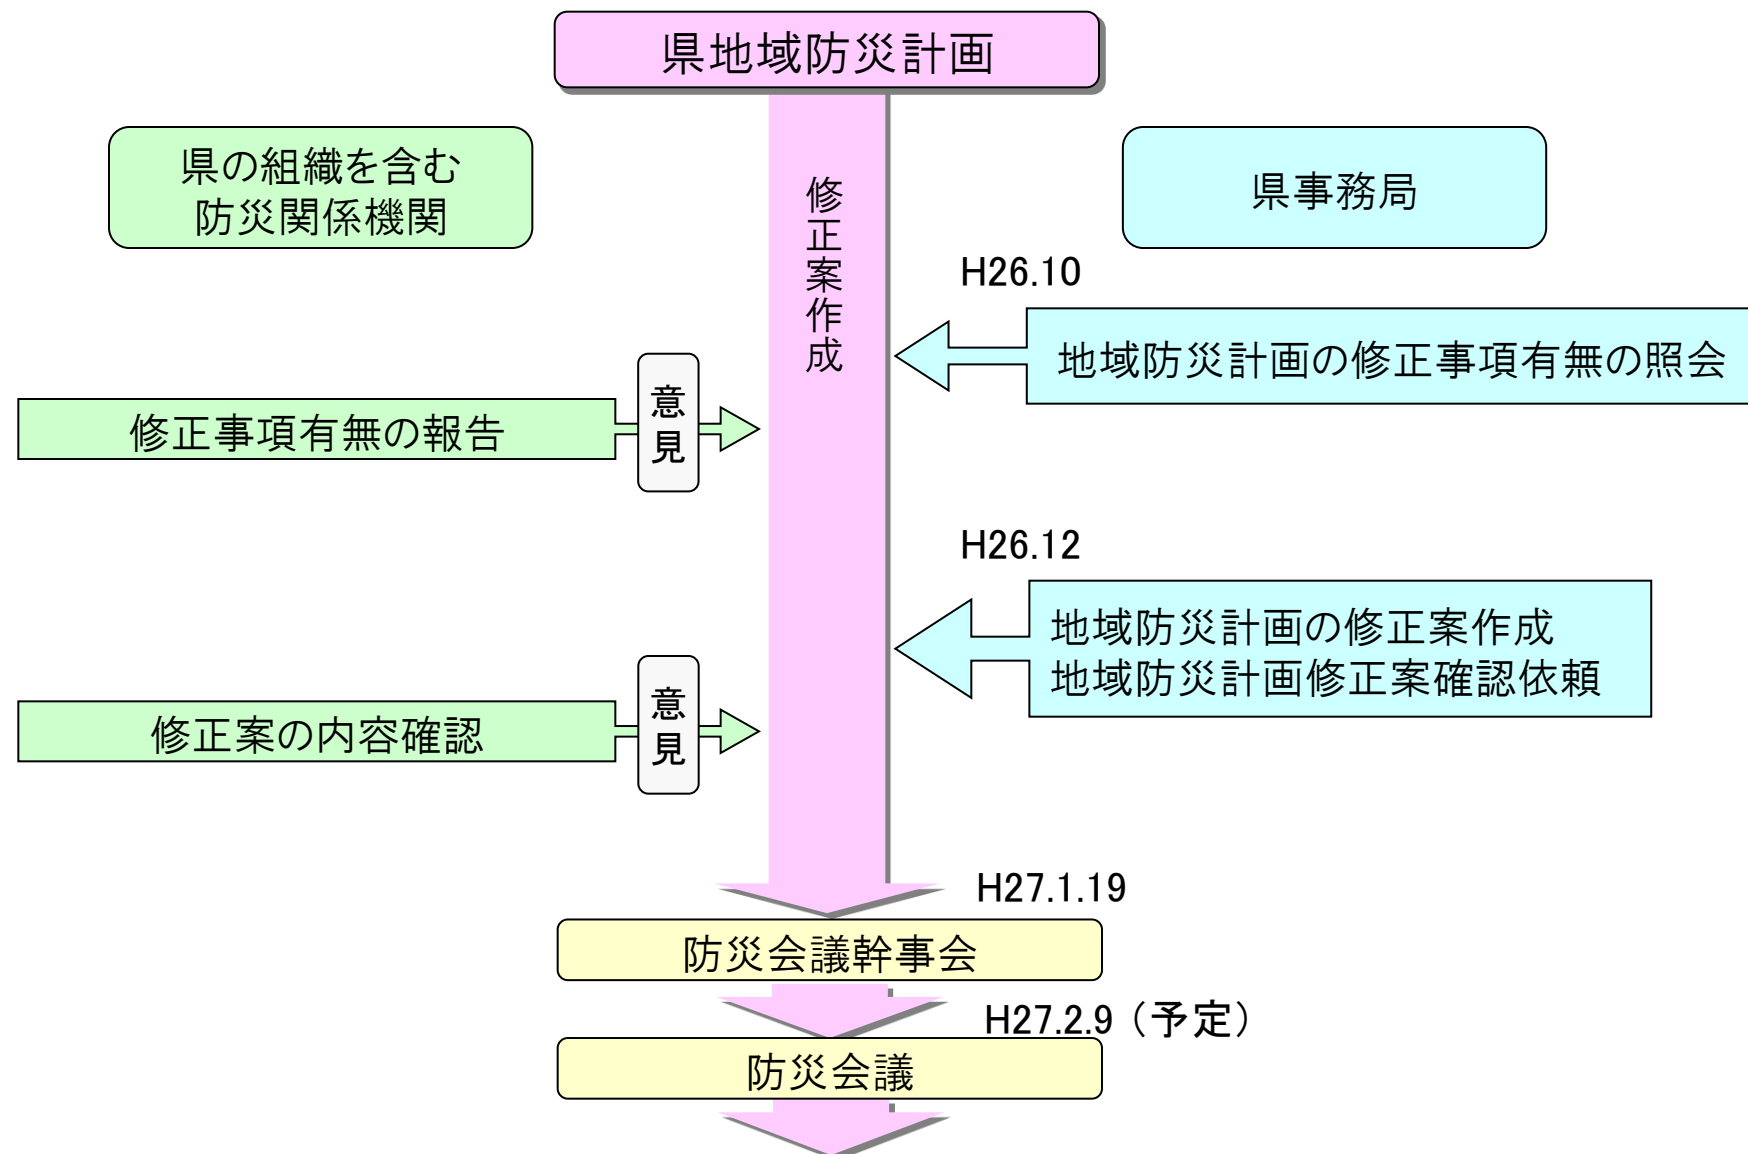 県地域防災計画
県の組織を含む
防災関係機関
県事務局
修正案作成
H26.10
地域防災計画の修正事項有無の照会
修正事項有無の報告
意見
H26.12
地域防災計画の修正案作成
地域防災計画修正案確認依頼
修正案の内容確認
意見
H27.1.19
防災会議幹事会
H27.2.9（予定）
防災会議